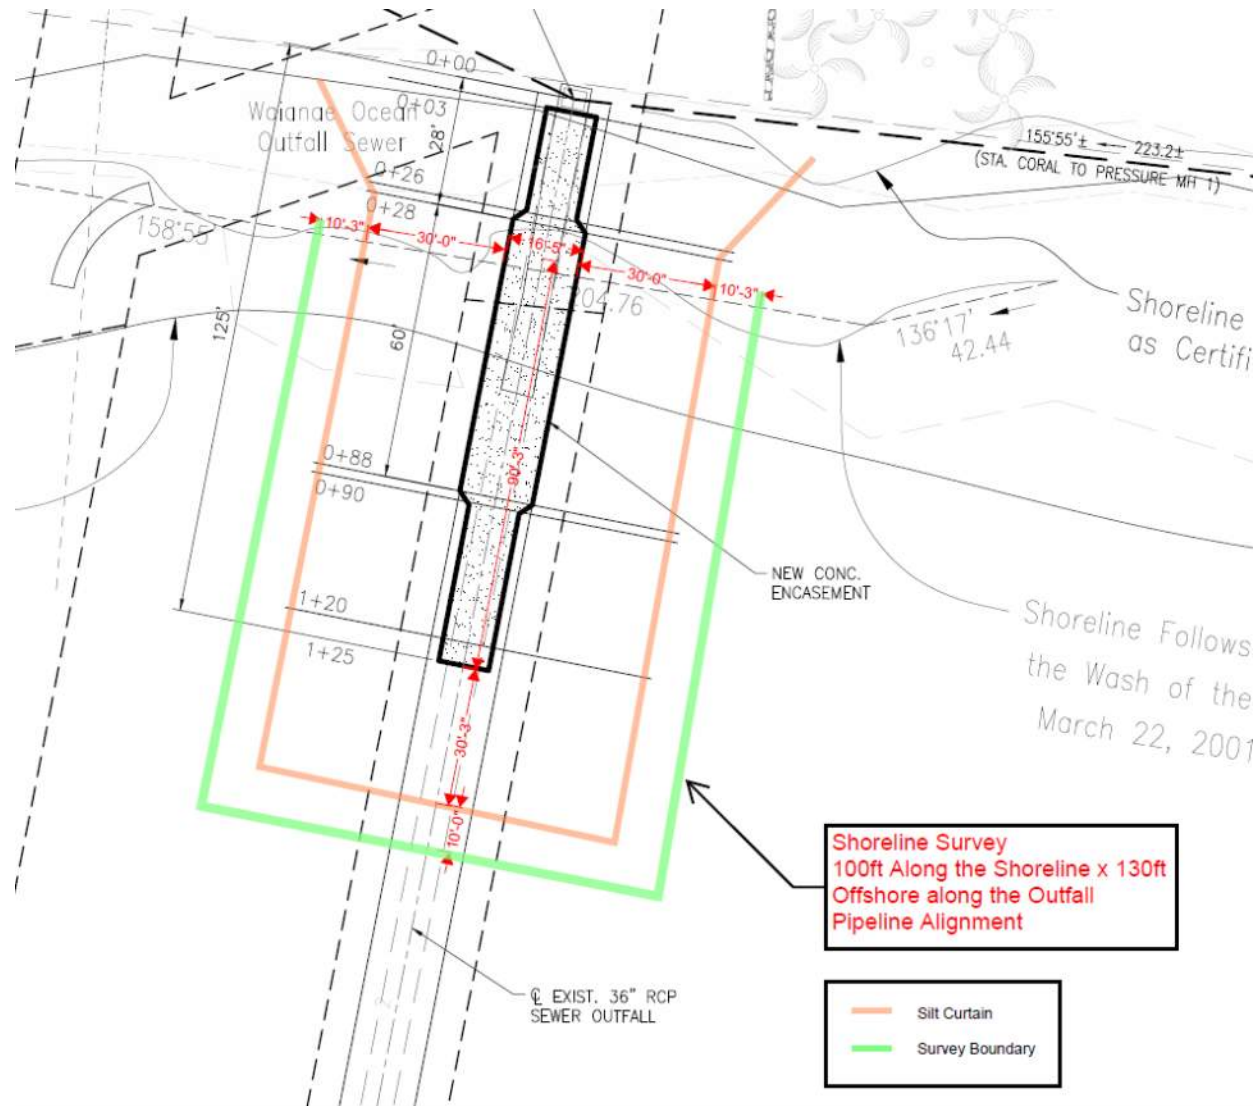 0+00
0+03
Waianae Ocean
Outfall Sewer
28'
155°55'± 223.2±
(STA. CORAL TO PRESSURE MH 1)
0+26
0+28
158°55'
10'-3"
30'-0"
16'-5"
30'-0"
10'-3"
204.76
136°17'
42.44
Shoreline
as Certifi
125'
60'
90'-3"
0+88
0+90
NEW CONC.
ENCASEMENT
1+20
1+25
Shoreline Follows
the Wash of the
March 22, 2001
30'-3"
10'-0"
Shoreline Survey
100ft Along the Shoreline x 130ft
Offshore along the Outfall
Pipeline Alignment
℄ EXIST. 36" RCP
SEWER OUTFALL
Silt Curtain
Survey Boundary